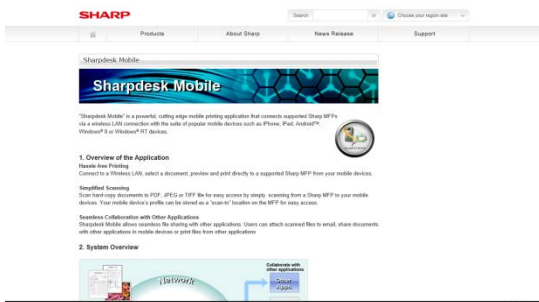 SHARP
Search
Choose your region site
Products
About Sharp
News Release
Support
Sharpdesk Mobile
Sharpdesk Mobile
"Sharpdesk Mobile" is a powerful, cutting edge mobile printing application that connects supported Sharp MFPs
via a wireless LAN connection with the suite of popular mobile devices such as iPhone, iPad, Android™,
Windows® 8 or Windows® RT devices.
1. Overview of the Application
Hassle-free Printing
Connect to a Wireless LAN, select a document, preview and print directly to a supported Sharp MFP from your mobile devices.
Simplified Scanning
Scan hard-copy documents to PDF, JPEG or TIFF file for easy access by simply scanning from a Sharp MFP to your mobile
devices. Your mobile device's profile can be stored as a "scan-to" location on the MFP for easy access.
Seamless Collaboration with Other Applications
Sharpdesk Mobile allows seamless file sharing with other applications. Users can attach scanned files to email, share documents
with other applications in mobile devices or print files from other applications
2. System Overview
Collaborate with
other applications
Network
Other
Apps